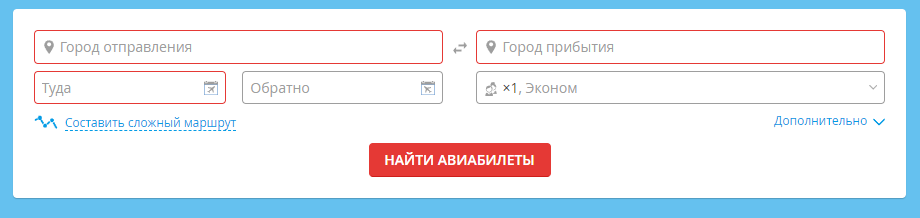 Город отправления
Город прибытия
Туда
Обратно
×1, Эконом
Составить сложный маршрут
Дополнительно
НАЙТИ АВИАБИЛЕТЫ